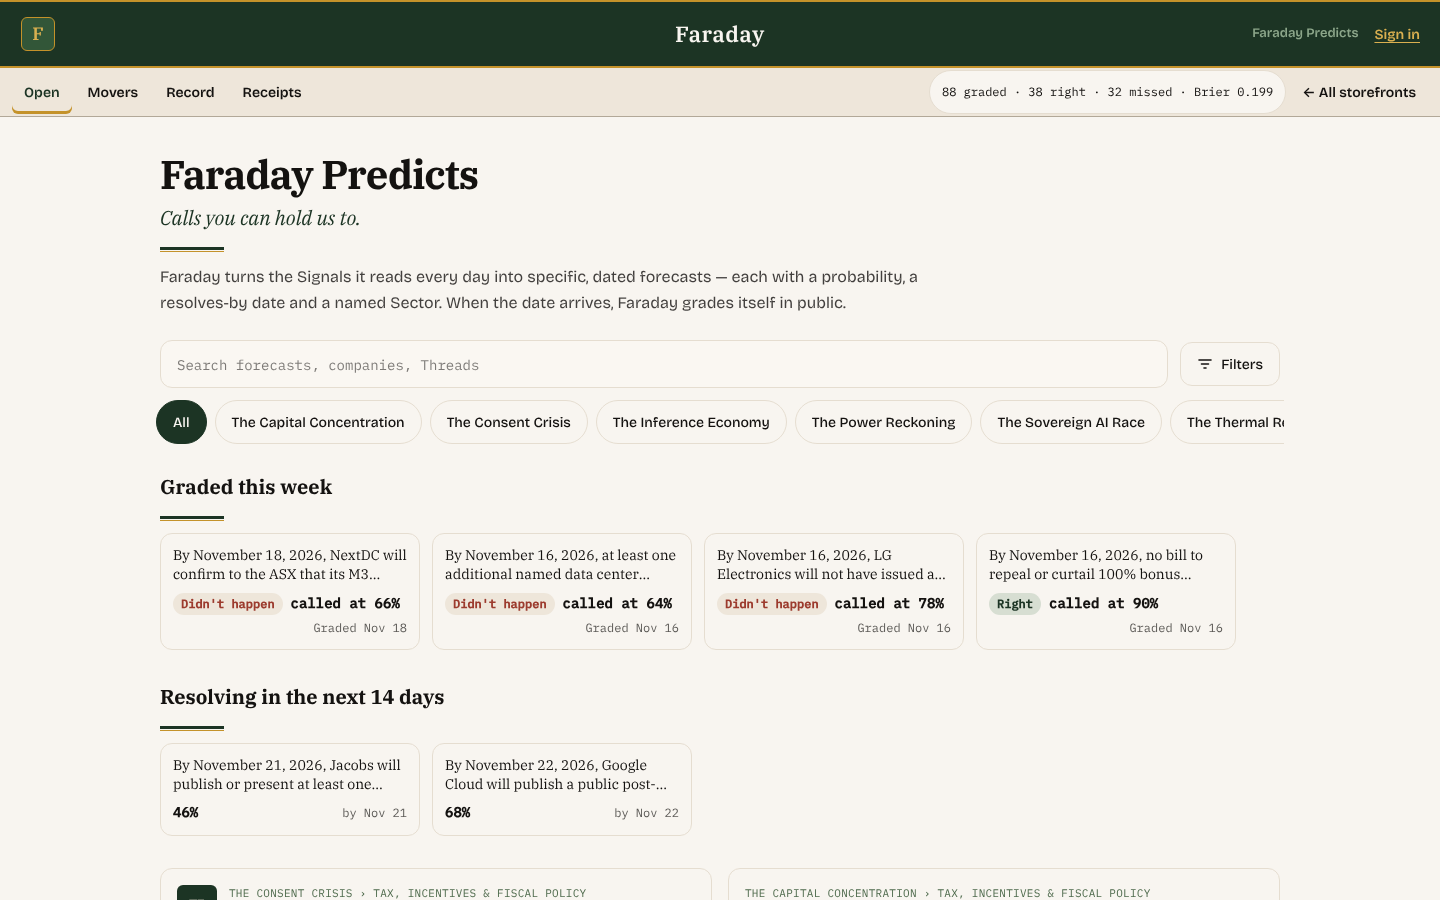 F
Faraday
Faraday Predicts
Sign in
Open
Movers
Record
Receipts
88 graded · 38 right · 32 missed · Brier 0.199
← All storefronts
Faraday Predicts
Calls you can hold us to.
Faraday turns the Signals it reads every day into specific, dated forecasts — each with a probability, a
resolves-by date and a named Sector. When the date arrives, Faraday grades itself in public.
Search forecasts, companies, Threads
Filters
All
The Capital Concentration
The Consent Crisis
The Inference Economy
The Power Reckoning
The Sovereign AI Race
The Thermal R
Graded this week
By November 18, 2026, NextDC will
confirm to the ASX that its M3...
Didn't happen called at 66%
Graded Nov 18
By November 16, 2026, at least one
additional named data center...
Didn't happen called at 64%
Graded Nov 16
By November 16, 2026, LG
Electronics will not have issued a...
Didn't happen called at 78%
Graded Nov 16
By November 16, 2026, no bill to
repeal or curtail 100% bonus...
Right called at 90%
Graded Nov 16
Resolving in the next 14 days
By November 21, 2026, Jacobs will
publish or present at least one...
46%
by Nov 21
By November 22, 2026, Google
Cloud will publish a public post-...
68%
by Nov 22
THE CONSENT CRISIS › TAX, INCENTIVES & FISCAL POLICY
THE CAPITAL CONCENTRATION › TAX, INCENTIVES & FISCAL POLICY